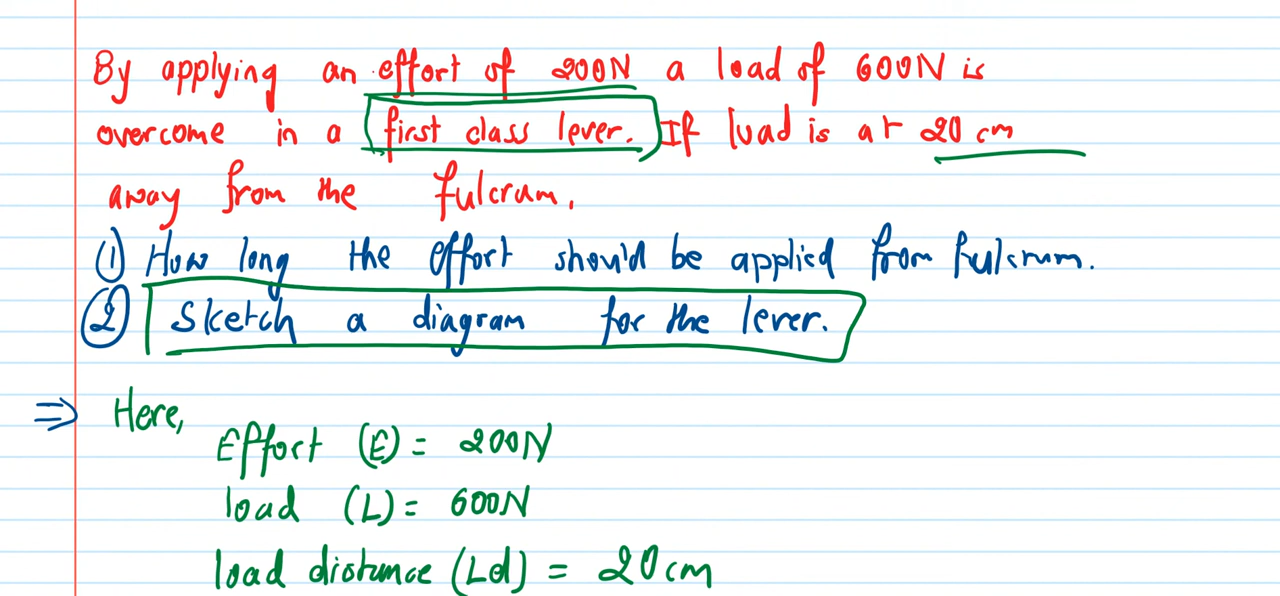 By applying an effort of 200N a load of 600N is
overcome in a first class lever. If load is at 20 cm
away from the fulcrum.
① How long the effort should be applied from fulcrum.
② Sketch a diagram for the lever.
⇒ Here,
Effort (E) = 200N
load (L) = 600N
load distance (Ld) = 20cm